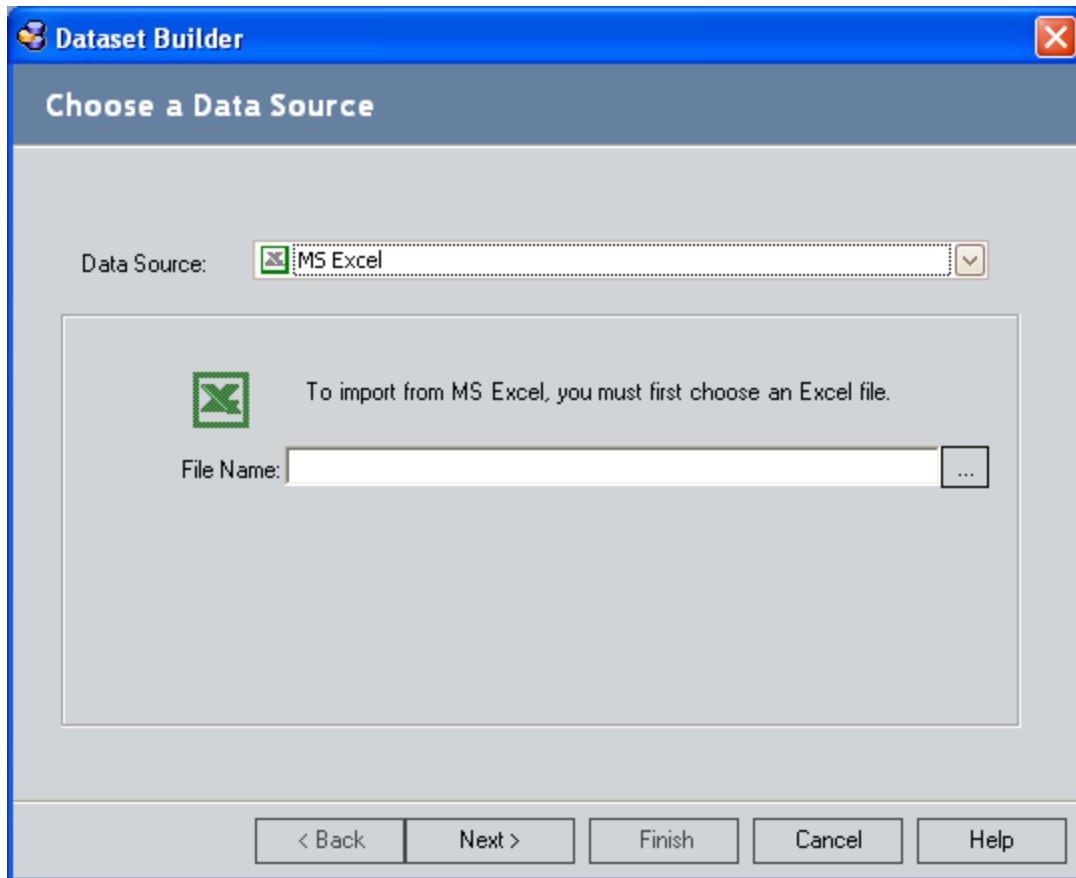 Dataset Builder
Choose a Data Source
Data Source: MS Excel
To import from MS Excel, you must first choose an Excel file.
File Name: ...
< Back Next > Finish Cancel Help